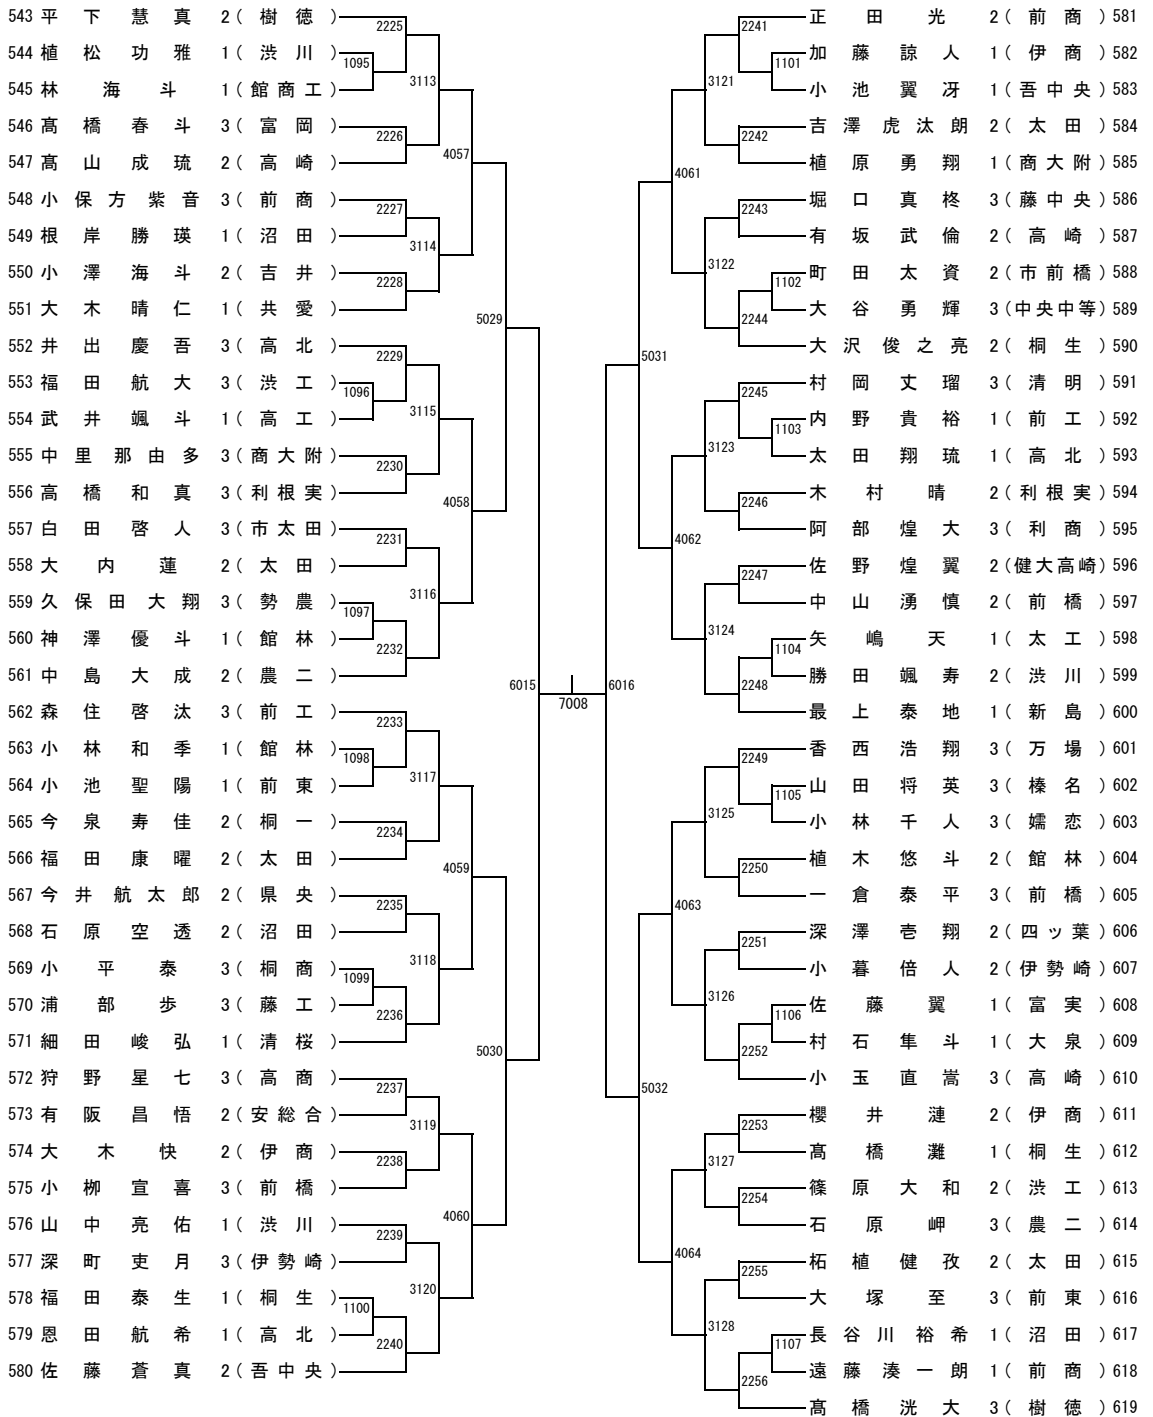 543 平下慧真 2(樹徳)
544 植松功雅 1(渋川)
545 林海斗 1(館商工)
546 髙橋春斗 3(富岡)
547 髙山成琉 2(高崎)
548 小保方紫音 3(前商)
549 根岸勝瑛 1(沼田)
550 小澤海斗 2(吉井)
551 大木晴仁 1(共愛)
552 井出慶吾 3(高北)
553 福田航大 3(渋工)
554 武井颯斗 1(高工)
555 中里那由多 3(商大附)
556 高橋和真 3(利根実)
557 白田啓人 3(市太田)
558 大内蓮 2(太田)
559 久保田大翔 3(勢農)
560 神澤優斗 1(館林)
561 中島大成 2(農二)
562 森住啓汰 3(前工)
563 小林和季 1(館林)
564 小池聖陽 1(前東)
565 今泉寿佳 2(桐一)
566 福田康曜 2(太田)
567 今井航太郎 2(県央)
568 石原空透 2(沼田)
569 小平泰 3(桐商)
570 浦部歩 3(藤工)
571 細田峻弘 1(清桜)
572 狩野星七 3(高商)
573 有阪昌悟 2(安総合)
574 大木快 2(伊商)
575 小栁宣喜 3(前橋)
576 山中亮佑 1(渋川)
577 深町吏月 3(伊勢崎)
578 福田泰生 1(桐生)
579 恩田航希 1(高北)
580 佐藤蒼真 2(吾中央)
1095
1096
1097
1098
1099
1100
2225
2226
2227
2228
2229
2230
2231
2232
2233
2234
2235
2236
2237
2238
2239
2240
3113
3114
3115
3116
3117
3118
3119
3120
4057
4058
4059
4060
5029
5030
6015
7008
6016
5031
5032
4061
4062
4063
4064
3121
3122
3123
3124
3125
3126
3127
3128
2241
2242
2243
2244
2245
2246
2247
2248
2249
2250
2251
2252
2253
2254
2255
2256
1101
1102
1103
1104
1105
1106
1107
正田光 2(前商) 581
加藤諒人 1(伊商) 582
小池翼冴 1(吾中央) 583
吉澤虎汰朗 2(太田) 584
植原勇翔 1(商大附) 585
堀口真柊 3(藤中央) 586
有坂武倫 2(高崎) 587
町田太資 2(市前橋) 588
大谷勇輝 3(中央中等) 589
大沢俊之亮 2(桐生) 590
村岡丈瑠 3(清明) 591
内野貴裕 1(前工) 592
太田翔琉 1(高北) 593
木村晴 2(利根実) 594
阿部煌大 3(利商) 595
佐野煌翼 2(健大高崎) 596
中山湧慎 2(前橋) 597
矢嶋天 1(太工) 598
勝田颯寿 2(渋川) 599
最上泰地 1(新島) 600
香西浩翔 3(万場) 601
山田将英 3(榛名) 602
小林千人 3(嬬恋) 603
植木悠斗 2(館林) 604
一倉泰平 3(前橋) 605
深澤壱翔 2(四ッ葉) 606
小暮倍人 2(伊勢崎) 607
佐藤翼 1(富実) 608
村石隼斗 1(大泉) 609
小玉直嵩 3(高崎) 610
櫻井漣 2(伊商) 611
髙橋灘 1(桐生) 612
篠原大和 2(渋工) 613
石原岬 3(農二) 614
柘植健孜 2(太田) 615
大塚至 3(前東) 616
長谷川裕希 1(沼田) 617
遠藤湊一朗 1(前商) 618
髙橋洸大 3(樹徳) 619